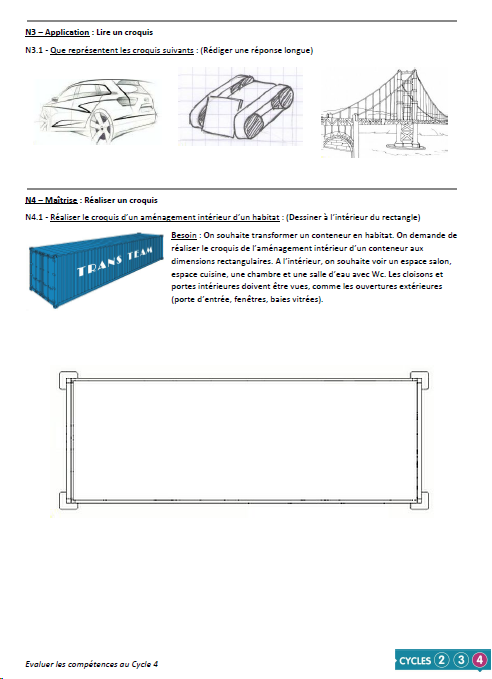 N3 – Application : Lire un croquis
N3.1 - Que représentent les croquis suivants : (Rédiger une réponse longue)
N4 – Maîtrise : Réaliser un croquis
N4.1 - Réaliser le croquis d'un aménagement intérieur d'un habitat : (Dessiner à l'intérieur du rectangle)
TRANS TEAM
Besoin : On souhaite transformer un conteneur en habitat. On demande de
réaliser le croquis de l'aménagement intérieur d'un conteneur aux
dimensions rectangulaires. A l'intérieur, on souhaite voir un espace salon,
espace cuisine, une chambre et une salle d'eau avec Wc. Les cloisons et
portes intérieures doivent être vues, comme les ouvertures extérieures
(porte d'entrée, fenêtres, baies vitrées).
Evaluer les compétences au Cycle 4
CYCLES 2 3 4